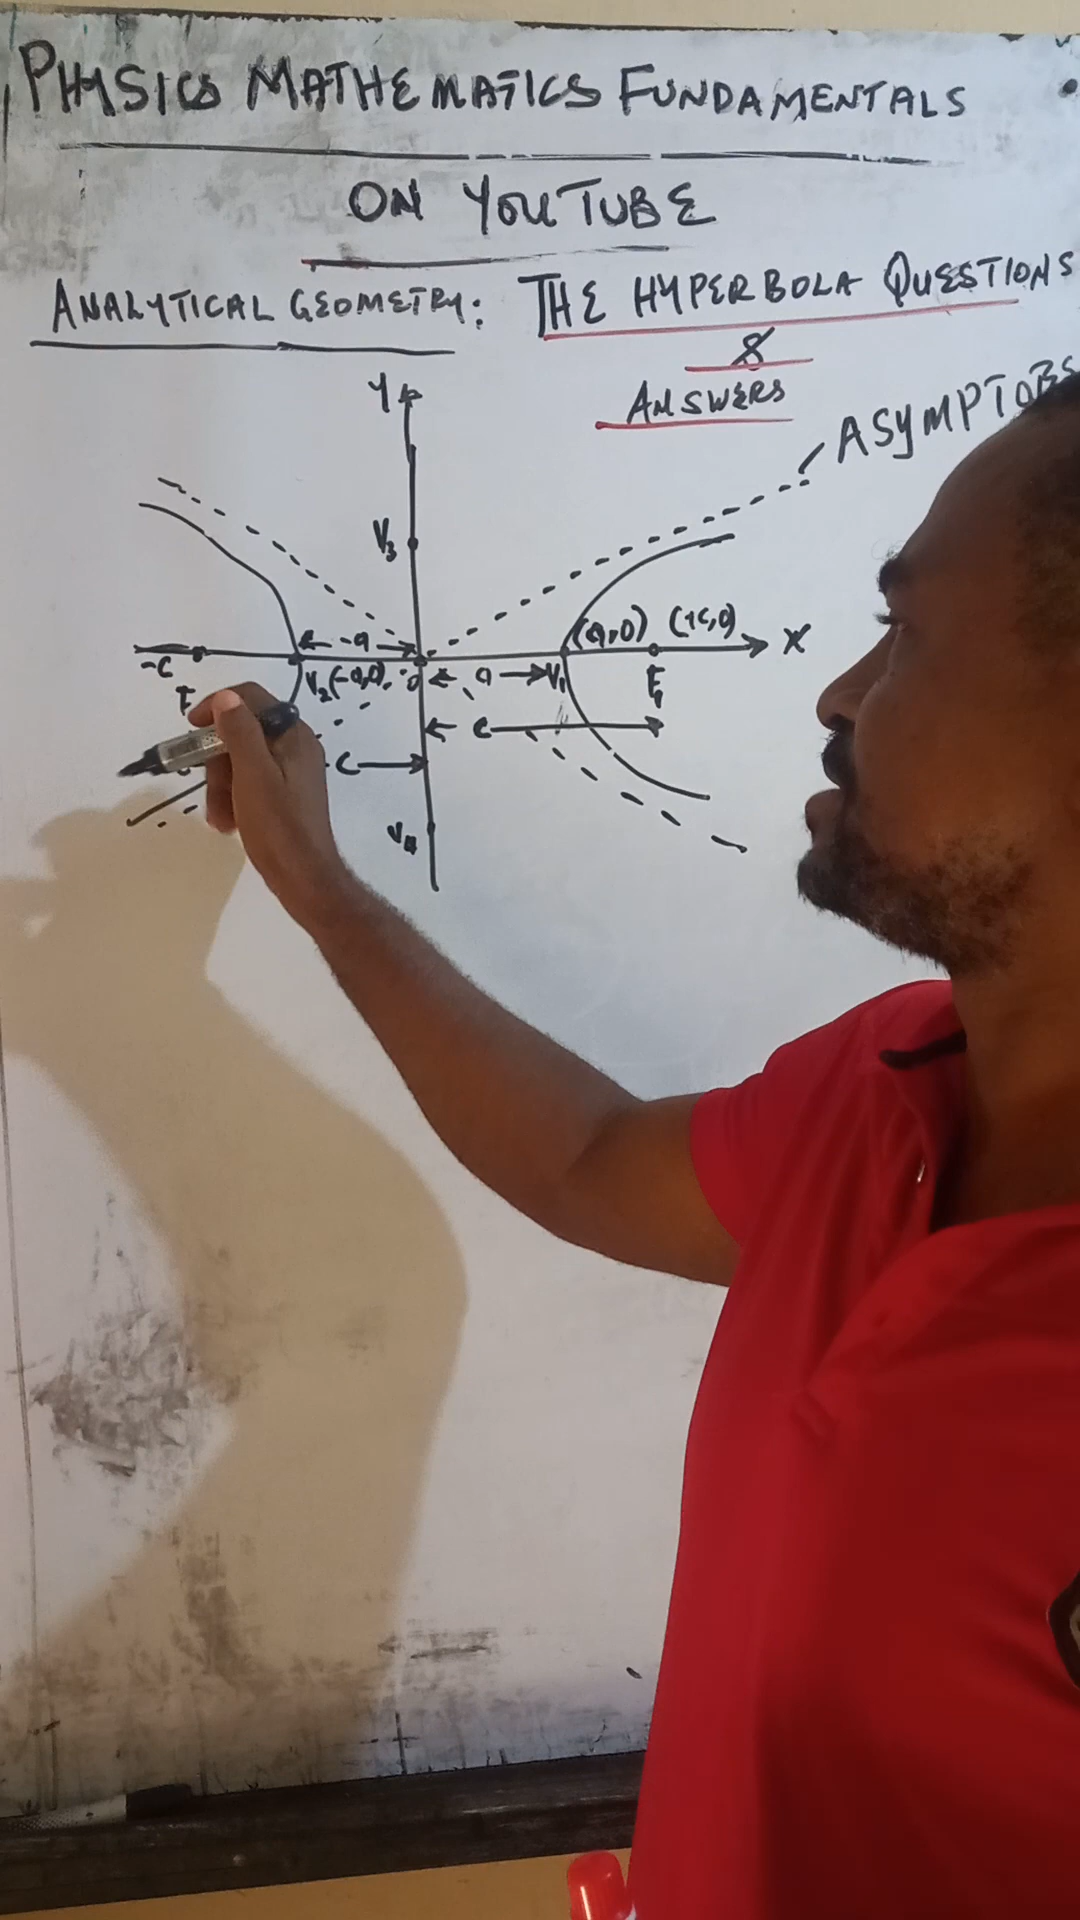 PHYSICS MATHEMATICS FUNDAMENTALS
ON YOUTUBE
ANALYTICAL GEOMETRY: THE HYPERBOLA QUESTIONS
&
ANSWERS
ASYMPTOTES
Y
V3
(a,0) (+c,0)
X
-a
-c
V2(-a,0)
0
a
V1
F1
F
c
c
V4